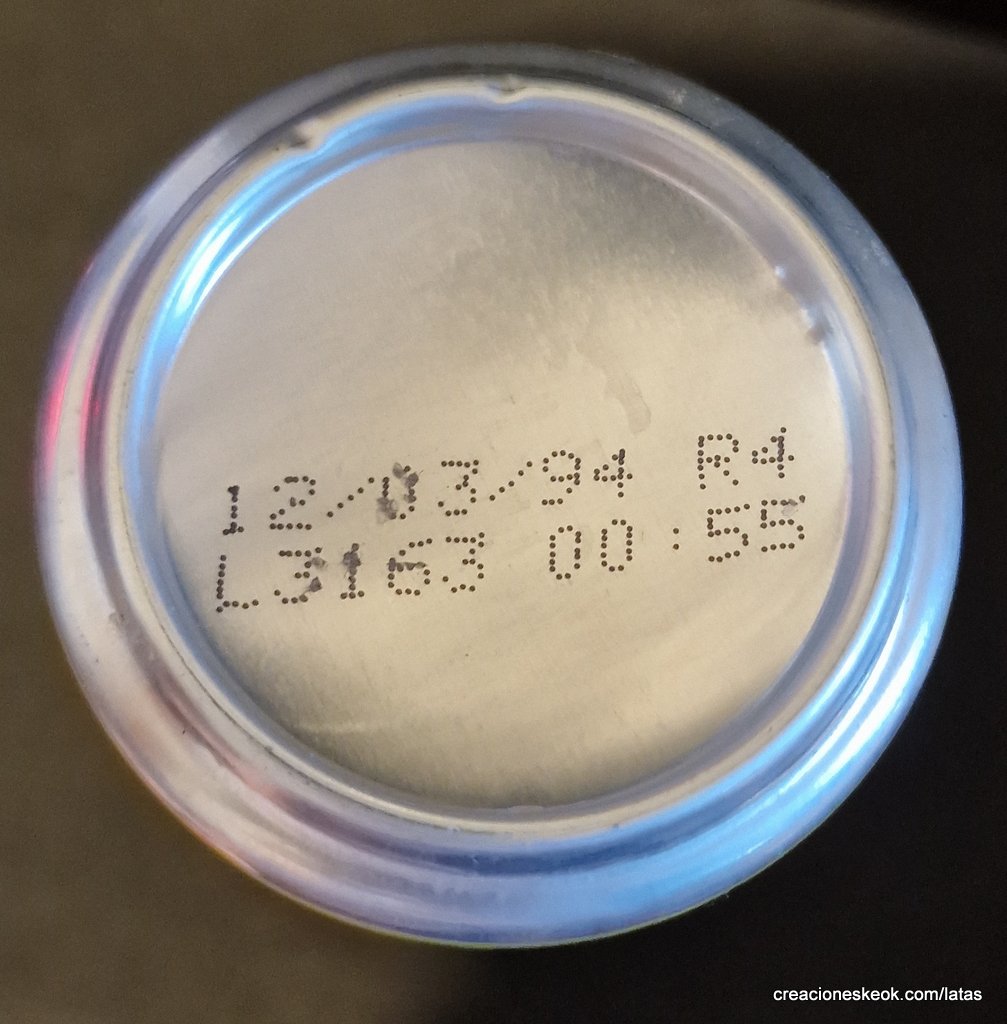 12/03/94 R4
L3163 00:55
creacioneskeok.com/latas